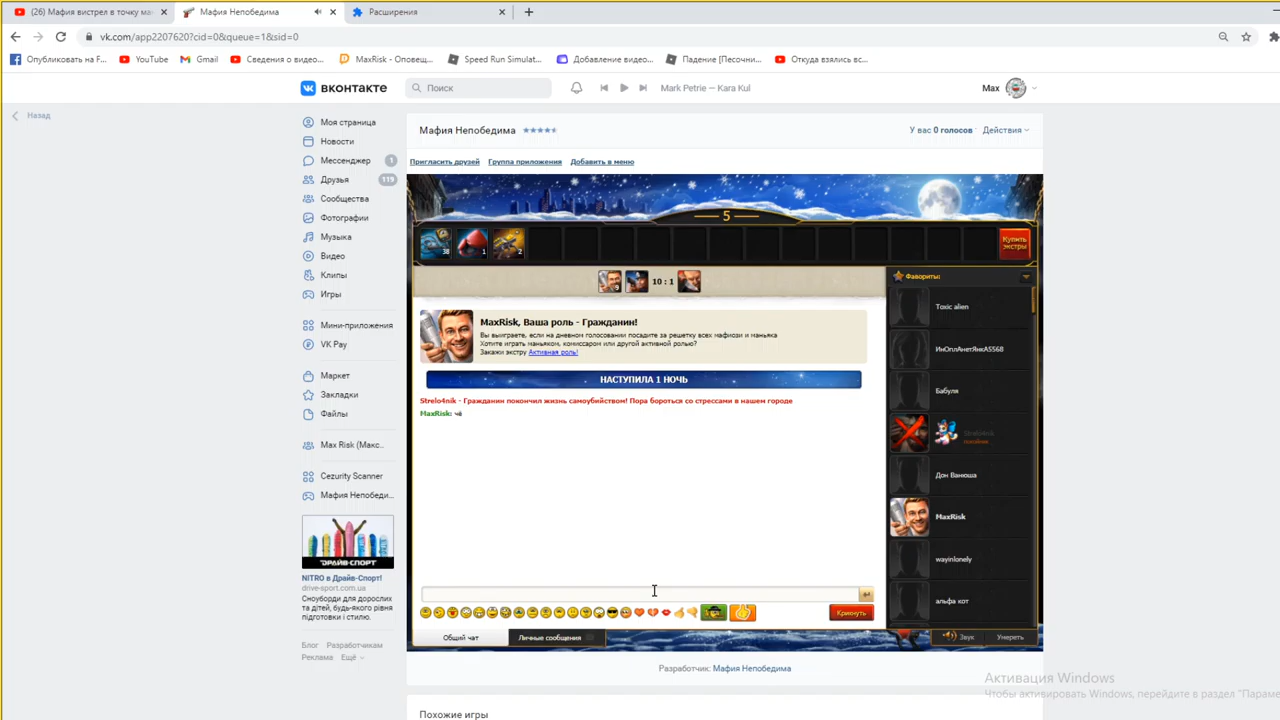 (26) Мафия вистрел в точку ма
Мафия Непобедима
Расширения
vk.com/app2207620?cid=0&queue=1&sid=0
Опубликовать на F...
YouTube
Gmail
Сведения о видео...
MaxRisk - Оповещ...
Speed Run Simulat...
Добавление видео...
Падение [Песочни...
Откуда взялись вс...
вконтакте
Поиск
Mark Petrie — Kara Kul
Max
Назад
Моя страница
Новости
Мессенджер 1
Друзья 119
Сообщества
Фотографии
Музыка
Видео
Клипы
Игры
Мини-приложения
VK Pay
Маркет
Закладки
Файлы
Max Risk (Макс...
Cezurity Scanner
Мафия Непобеди...
ДРАЙВ-СПОРТ
NITRO в Драйв-Спорт!
drive-sport.com.ua
Сноуборди для дорослих
та дітей, будь-якого рівня
підготовки і стилю.
Блог Разработчикам
Реклама Ещё
Мафия Непобедима
У вас 0 голосов
Действия
Пригласить друзей
Группа приложения
Добавить в меню
5
38
1
2
Купить
экстры
9
10 : 1
Фавориты:
MaxRisk, Ваша роль - Гражданин!
Вы выиграете, если на дневном голосовании посадите за решетку всех мафиози и маньяка
Хотите играть маньяком, комиссаром или другой активной ролью?
Закажи экстру Активная роль!
НАСТУПИЛА 1 НОЧЬ
Strelo4nik - Гражданин покончил жизнь самоубийством! Пора бороться со стрессами в нашем городе
MaxRisk: чё
Toxic alien
ИнОплАнетЯнкА5568
Бабуля
Strelo4nik
покойник
Дон Ванюша
MaxRisk
wayinlonely
альфа кот
Крикнуть
Общий чат
Личные сообщения
Звук
Умереть
Разработчик: Мафия Непобедима
Похожие игры
Активация Windows
Чтобы активировать Windows, перейдите в раздел "Параме